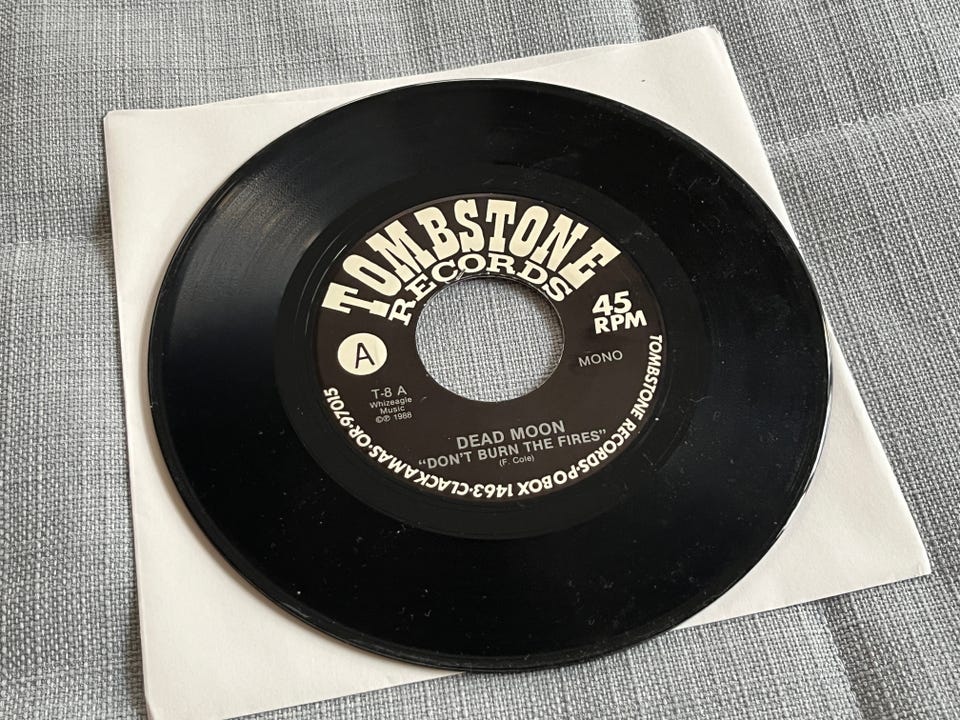 TOMBSTONE
RECORDS
45
RPM
A
MONO
T-8 A
Whizeagle
Music
©℗ 1988
DEAD MOON
"DON'T BURN THE FIRES"
(F. Cole)
TOMBSTONE RECORDS·PO BOX 1463·CLACKAMAS·OR·97015